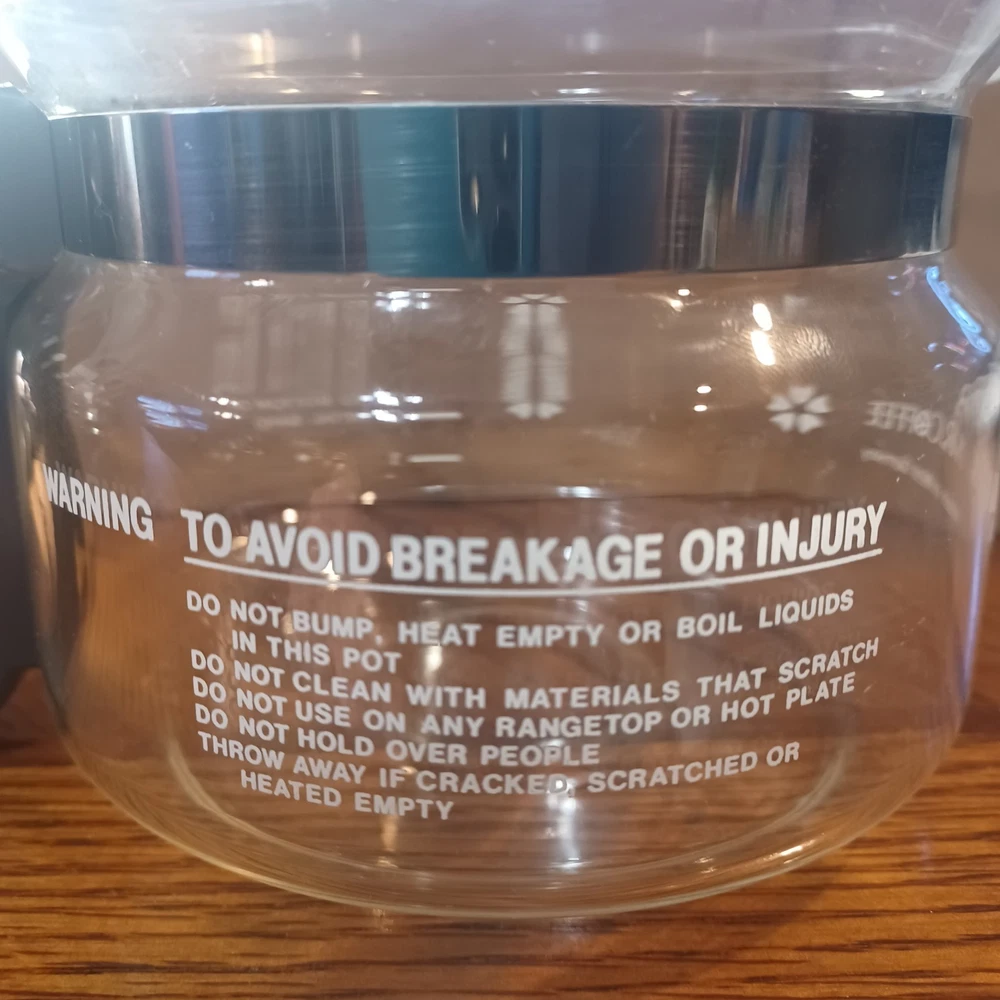 WARNING TO AVOID BREAKAGE OR INJURY
DO NOT BUMP, HEAT EMPTY OR BOIL LIQUIDS
IN THIS POT
DO NOT CLEAN WITH MATERIALS THAT SCRATCH
DO NOT USE ON ANY RANGETOP OR HOT PLATE
DO NOT HOLD OVER PEOPLE
THROW AWAY IF CRACKED, SCRATCHED OR
HEATED EMPTY
COFFEE